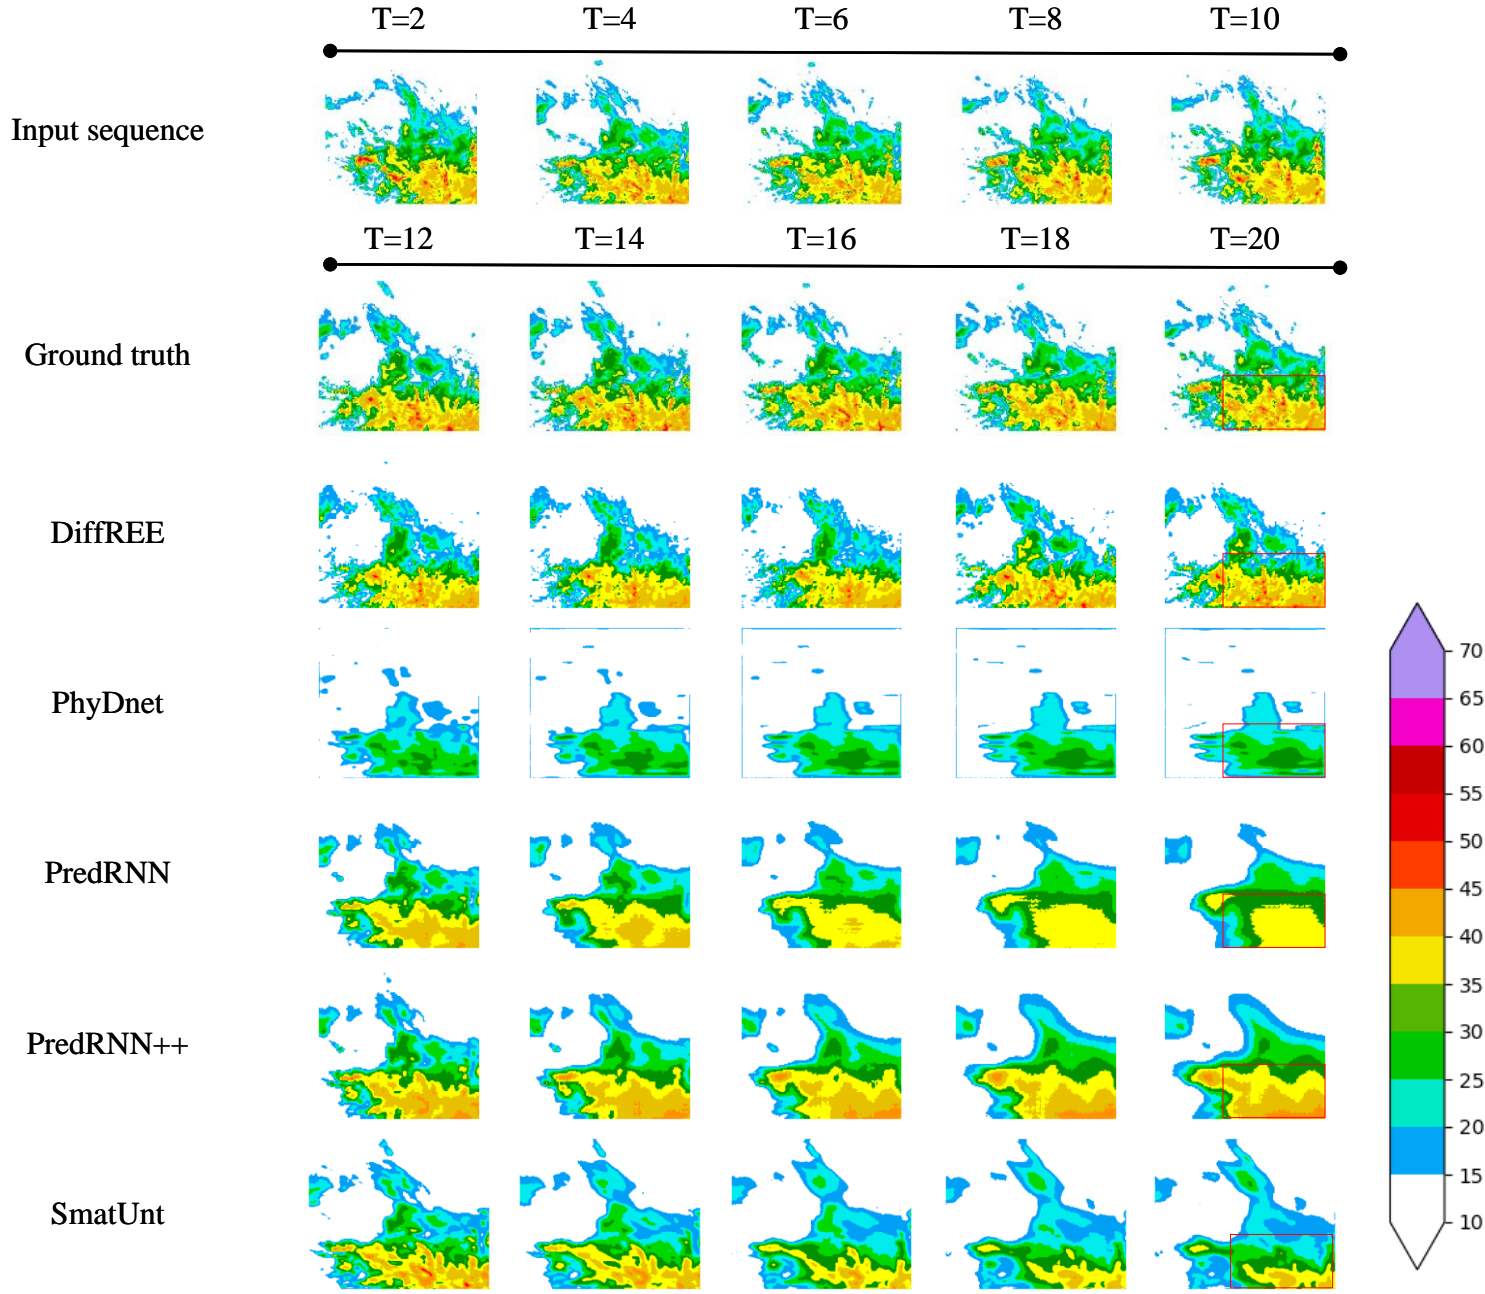 T=2 T=4 T=6 T=8 T=10
Input sequence
T=12 T=14 T=16 T=18 T=20
Ground truth
DiffREE
PhyDnet
PredRNN
PredRNN++
SmatUnt
70
65
60
55
50
45
40
35
30
25
20
15
10